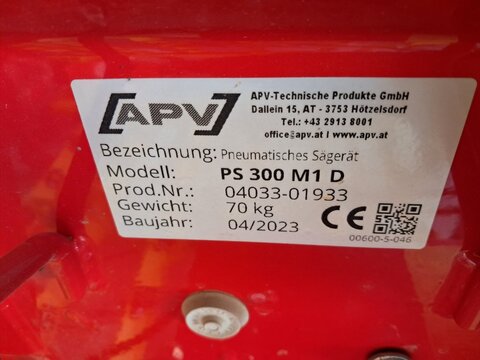 APV
APV-Technische Produkte GmbH
Dallein 15, AT - 3753 Hötzelsdorf
Tel.: +43 2913 8001
office@apv.at I www.apv.at
Bezeichnung: Pneumatisches Sägerät
Modell: PS 300 M1 D
Prod.Nr.: 04033-01933
Gewicht: 70 kg
Baujahr: 04/2023
CE
00600-5-046